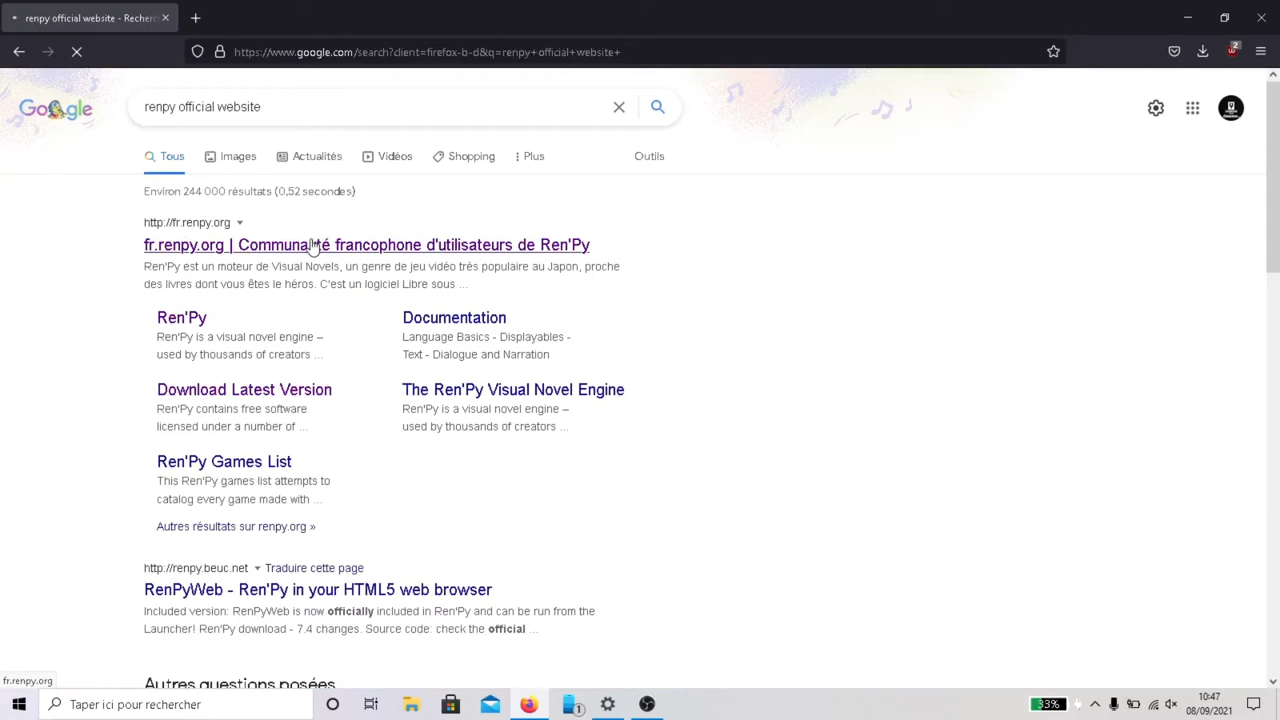 renpy official website - Recher
https://www.google.com/search?client=firefox-b-d&q=renpy+official+website+
2
Google
renpy official website
Tous
Images
Actualités
Vidéos
Shopping
Plus
Outils
Environ 244 000 résultats (0,52 secondes)
http://fr.renpy.org
fr.renpy.org | Communauté francophone d'utilisateurs de Ren'Py
Ren'Py est un moteur de Visual Novels, un genre de jeu vidéo très populaire au Japon, proche
des livres dont vous êtes le héros. C'est un logiciel Libre sous ...
Ren'Py
Ren'Py is a visual novel engine –
used by thousands of creators ...
Documentation
Language Basics - Displayables -
Text - Dialogue and Narration
Download Latest Version
Ren'Py contains free software
licensed under a number of ...
The Ren'Py Visual Novel Engine
Ren'Py is a visual novel engine –
used by thousands of creators ...
Ren'Py Games List
This Ren'Py games list attempts to
catalog every game made with ...
Autres résultats sur renpy.org »
http://renpy.beuc.net
Traduire cette page
RenPyWeb - Ren'Py in your HTML5 web browser
Included version: RenPyWeb is now officially included in Ren'Py and can be run from the
Launcher! Ren'Py download - 7.4 changes. Source code: check the official ...
Autres questions posées
fr.renpy.org
Taper ici pour rechercher
1
33%
10:47
08/09/2021